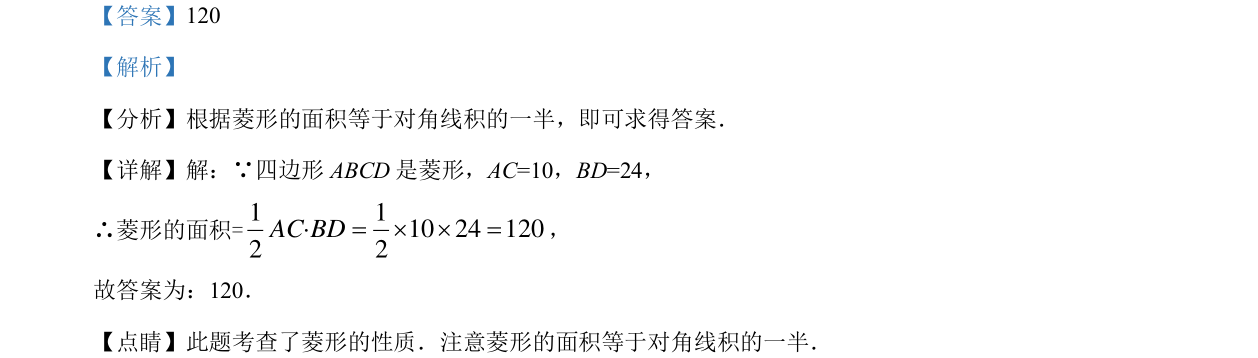 【答案】120
【解析】
【分析】根据菱形的面积等于对角线积的一半，即可求得答案．
【详解】解：∵四边形 ABCD 是菱形，AC=10，BD=24，
∴菱形的面积=\frac{1}{2} AC·BD = \frac{1}{2}×10×24=120，
故答案为：120．
【点睛】此题考查了菱形的性质．注意菱形的面积等于对角线积的一半．